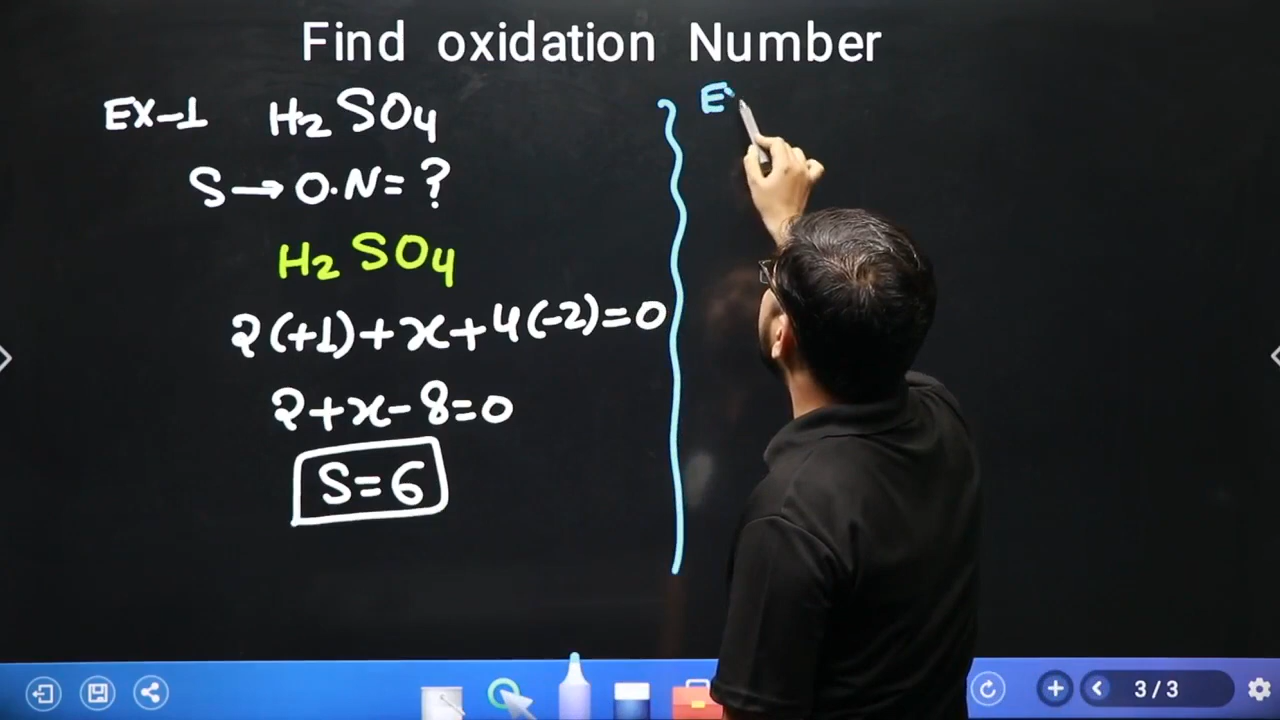 Find oxidation Number
EX-1 H2SO4
S→O.N=?
H2SO4
2(+1)+x+4(-2)=0
2+x-8=0
S=6
E
3/3